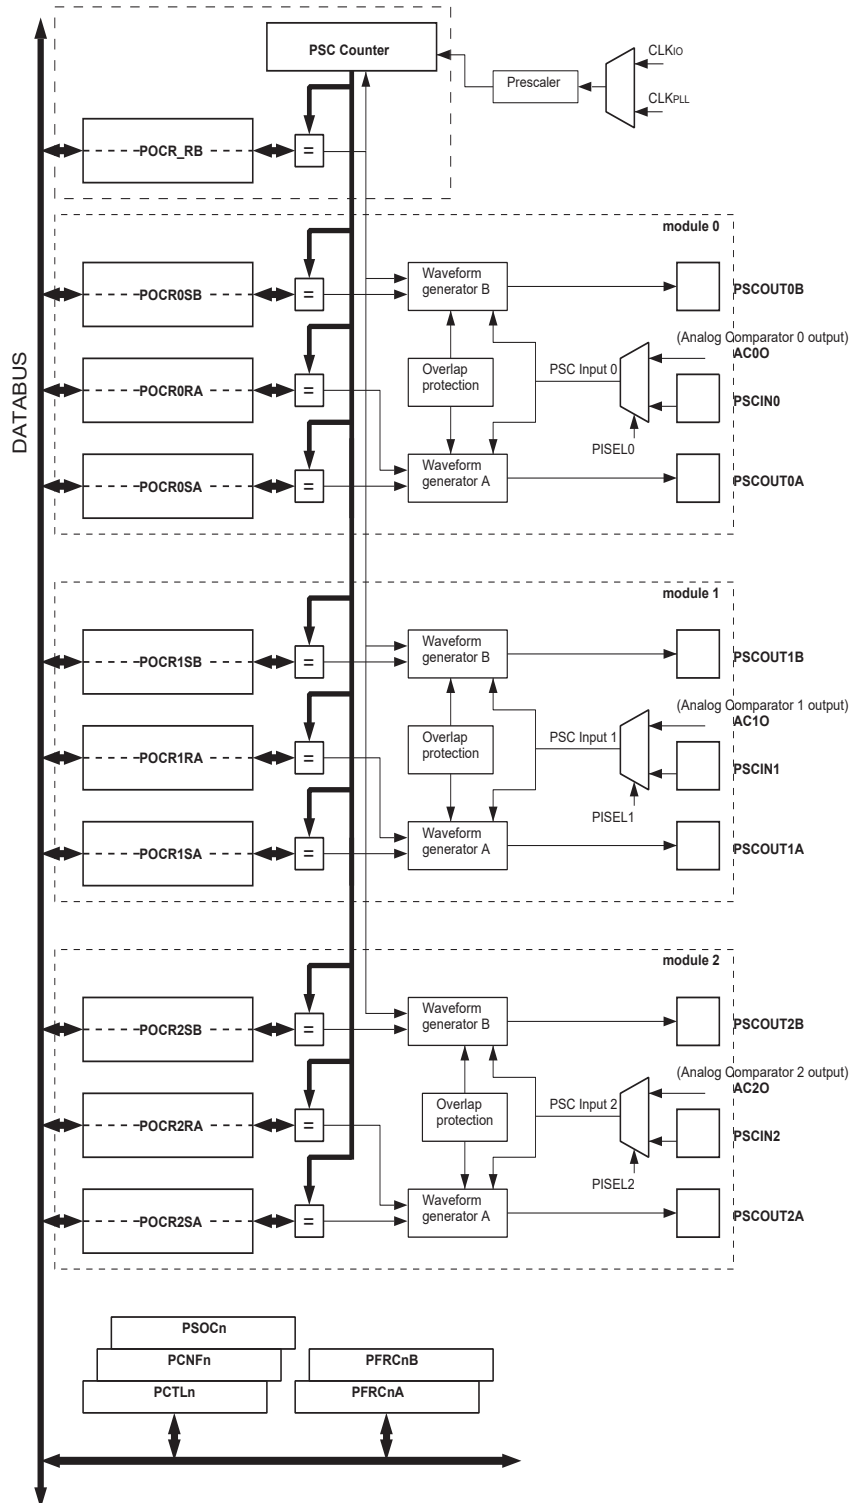 PSC Counter
CLKIO
Prescaler
CLKPLL
POCR_RB
=
DATABUS
module 0
POCR0SB
=
Waveform
generator B
PSCOUT0B
(Analog Comparator 0 output)
AC0O
POCR0RA
=
Overlap
protection
PSC Input 0
PSCIN0
PISEL0
POCR0SA
=
Waveform
generator A
PSCOUT0A
module 1
POCR1SB
=
Waveform
generator B
PSCOUT1B
(Analog Comparator 1 output)
AC1O
POCR1RA
=
Overlap
protection
PSC Input 1
PSCIN1
PISEL1
POCR1SA
=
Waveform
generator A
PSCOUT1A
module 2
POCR2SB
=
Waveform
generator B
PSCOUT2B
(Analog Comparator 2 output)
AC2O
POCR2RA
=
Overlap
protection
PSC Input 2
PSCIN2
PISEL2
POCR2SA
=
Waveform
generator A
PSCOUT2A
PSOCn
PCNFn
PFRCnB
PCTLn
PFRCnA